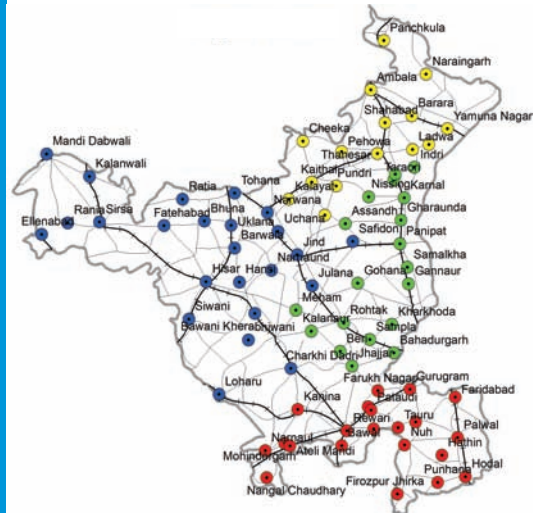 Panchkula
Naraingarh
Ambala
Barara
Shahabad
Yamuna Nagar
Cheeka
Pehowa
Ladwa
Thanesar
Indri
Mandi Dabwali
Kaithal
Pundri
Kalanwali
Kalayat
Nissing
Karnal
Ratia
Tohana
Narwana
Ellenabad
Rania
Sirsa
Fatehabad
Bhuna
Uklana
Uchana
Assandh
Gharaunda
Barwala
Safidon
Panipat
Jind
Samalkha
Hisar
Hansi
Narnaund
Julana
Gohana
Gannaur
Siwani
Meham
Kharkhoda
Bawani Khera
Bhiwani
Kalanaur
Rohtak
Sampla
Beri
Bahadurgarh
Charkhi Dadri
Jhajjar
Loharu
Farukh Nagar
Gurugram
Kanina
Pataudi
Faridabad
Rewari
Tauru
Palwal
Narnaul
Bawal
Nuh
Mohindergarh
Ateli Mandi
Hathin
Punhana
Hodal
Nangal Chaudhary
Firozpur Jhirka